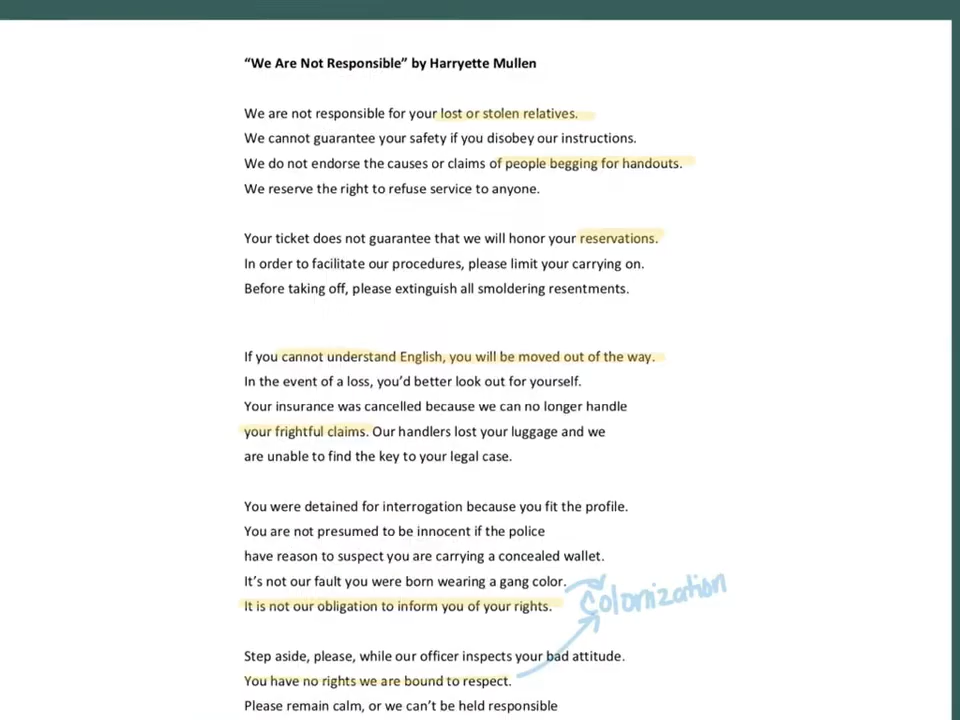 “We Are Not Responsible” by Harryette Mullen
We are not responsible for your lost or stolen relatives.
We cannot guarantee your safety if you disobey our instructions.
We do not endorse the causes or claims of people begging for handouts.
We reserve the right to refuse service to anyone.
Your ticket does not guarantee that we will honor your reservations.
In order to facilitate our procedures, please limit your carrying on.
Before taking off, please extinguish all smoldering resentments.
If you cannot understand English, you will be moved out of the way.
In the event of a loss, you’d better look out for yourself.
Your insurance was cancelled because we can no longer handle
your frightful claims. Our handlers lost your luggage and we
are unable to find the key to your legal case.
You were detained for interrogation because you fit the profile.
You are not presumed to be innocent if the police
have reason to suspect you are carrying a concealed wallet.
It’s not our fault you were born wearing a gang color.
It is not our obligation to inform you of your rights.
Colonization
Step aside, please, while our officer inspects your bad attitude.
You have no rights we are bound to respect.
Please remain calm, or we can’t be held responsible